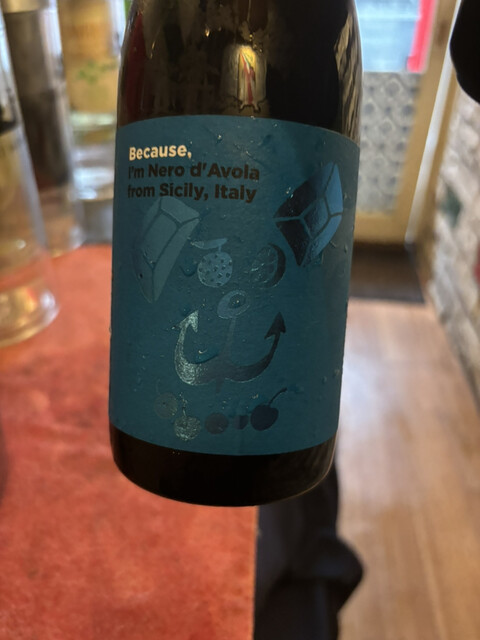 Because,
I'm Nero d'Avola
from Sicily, Italy